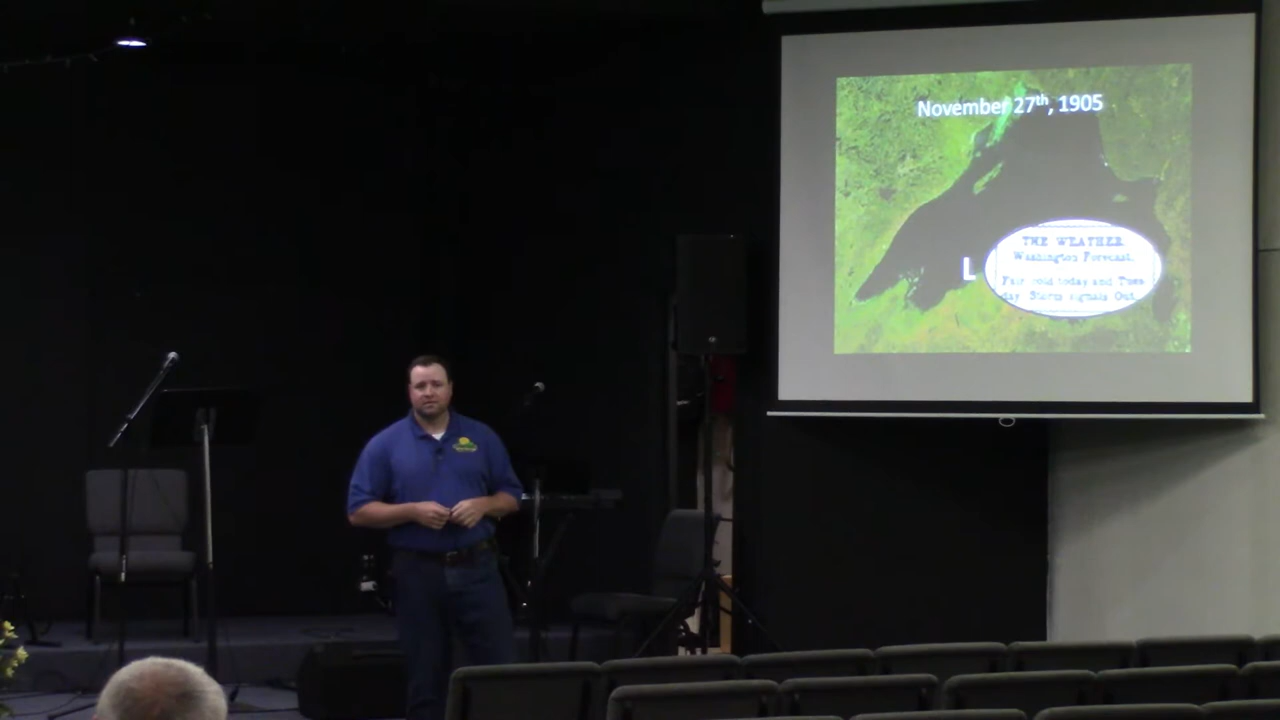 November 27th, 1905
L
THE WEATHER
Washington Forecast.
Fair cold today and Tues
day Storm signals Out.